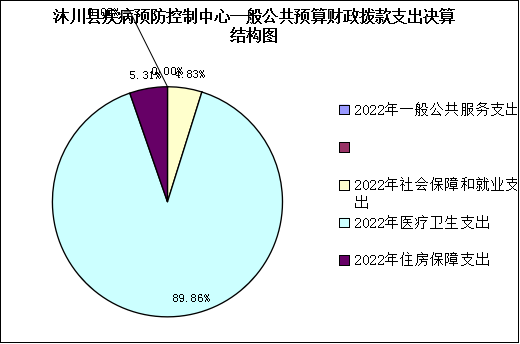 沐川县疾病预防控制中心一般公共预算财政拨款支出决算
结构图
0.00%
5.31%
4.83%
89.86%
2022年一般公共服务支出
2022年社会保障和就业支
出
2022年医疗卫生支出
2022年住房保障支出